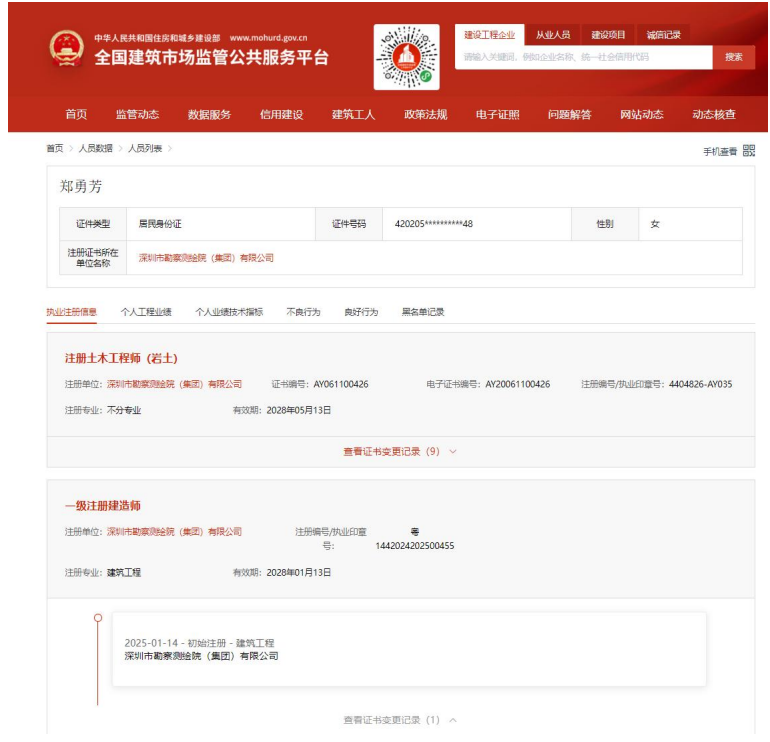 中华人民共和国住房和城乡建设部 www.mohurd.gov.cn
全国建筑市场监管公共服务平台
建设工程企业 从业人员 建设项目 诚信记录
请输入关键词，例如企业名称、统一社会信用代码 搜索
首页 监管动态 数据服务 信用建设 建筑工人 政策法规 电子证照 问题解答 网站动态 动态核查
首页 > 人员数据 > 人员列表 >
手机查看
郑勇芳
证件类型 居民身份证 证件号码 420205**********48 性别 女
注册证书所在
单位名称 深圳市勘察测绘院（集团）有限公司
执业注册信息 个人工程业绩 个人业绩技术指标 不良行为 良好行为 黑名单记录
注册土木工程师（岩土）
注册单位：深圳市勘察测绘院（集团）有限公司 证书编号：AY061100426 电子证书编号：AY20061100426 注册编号/执业印章号：4404826-AY035
注册专业：不分专业 有效期：2028年05月13日
查看证书变更记录（9）
一级注册建造师
注册单位：深圳市勘察测绘院（集团）有限公司 注册编号/执业印章号： 粤1442024202500455
注册专业：建筑工程 有效期：2028年01月13日
2025-01-14 - 初始注册 - 建筑工程
深圳市勘察测绘院（集团）有限公司
查看证书变更记录（1）